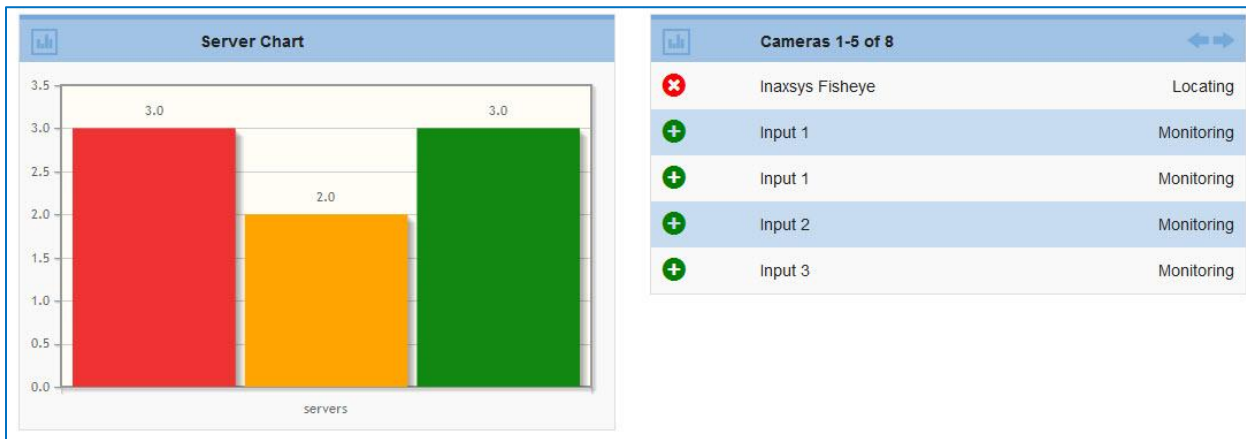 Server Chart
3.5
3.0
2.5
2.0
1.5
1.0
0.5
0.0
3.0
2.0
3.0
servers
Cameras 1-5 of 8
Inaxsys Fisheye Locating
Input 1 Monitoring
Input 1 Monitoring
Input 2 Monitoring
Input 3 Monitoring